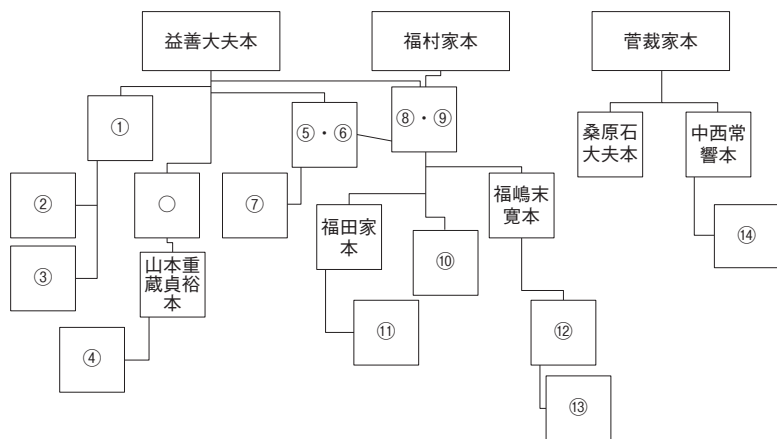 益善大夫本
福村家本
菅裁家本
①
⑤・⑥
⑧・⑨
桑原石
大夫本
中西常
響本
②
○
⑦
福田家
本
福嶋末
寛本
⑩
⑭
③
山本重
蔵貞裕
本
④
⑪
⑫
⑬